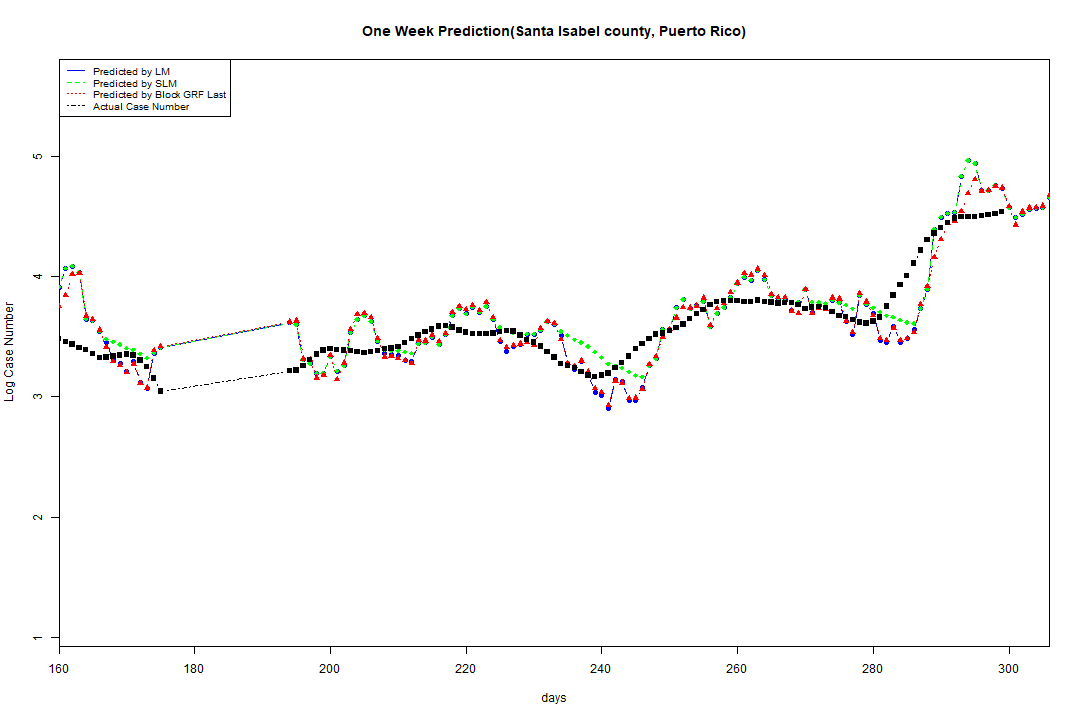 One Week Prediction(Santa Isabel county, Puerto Rico)
Predicted by LM
Predicted by SLM
Predicted by Block GRF Last
Actual Case Number
Log Case Number
5
4
3
2
1
160 180 200 220 240 260 280 300
days